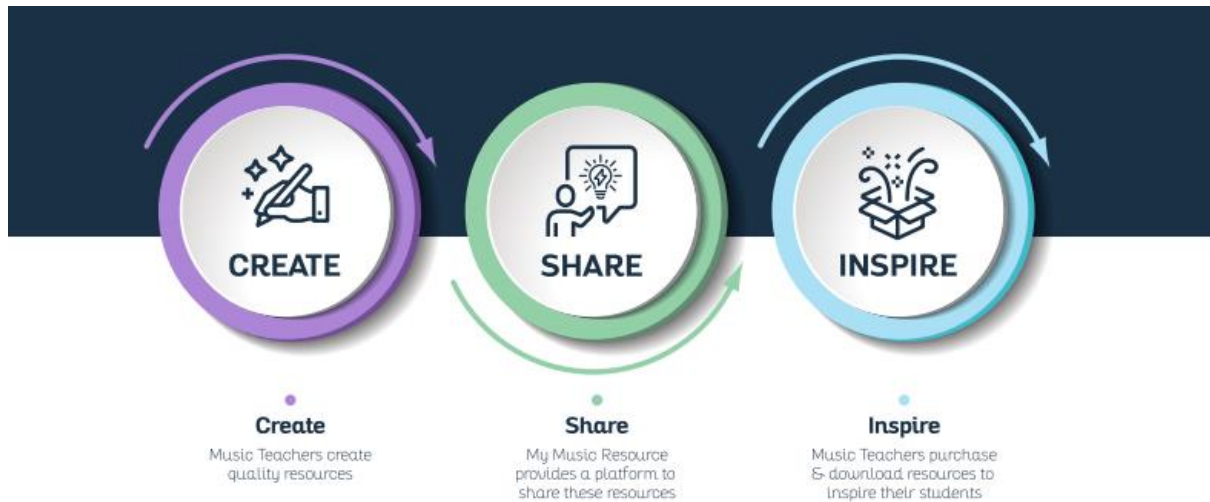 CREATE
SHARE
INSPIRE
Create
Music Teachers create
quality resources
Share
My Music Resource
provides a platform to
share these resources
Inspire
Music Teachers purchase
& download resources to
inspire their students